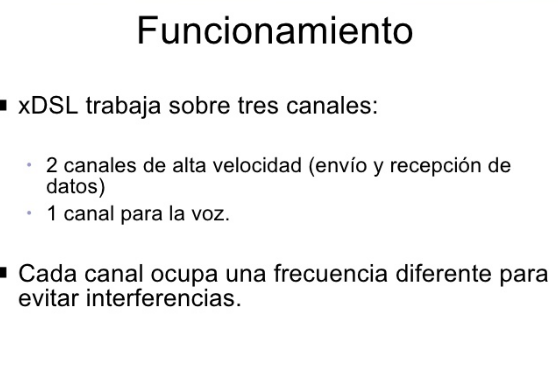 Funcionamiento
xDSL trabaja sobre tres canales:
2 canales de alta velocidad (envío y recepción de
datos)
1 canal para la voz.
Cada canal ocupa una frecuencia diferente para
evitar interferencias.